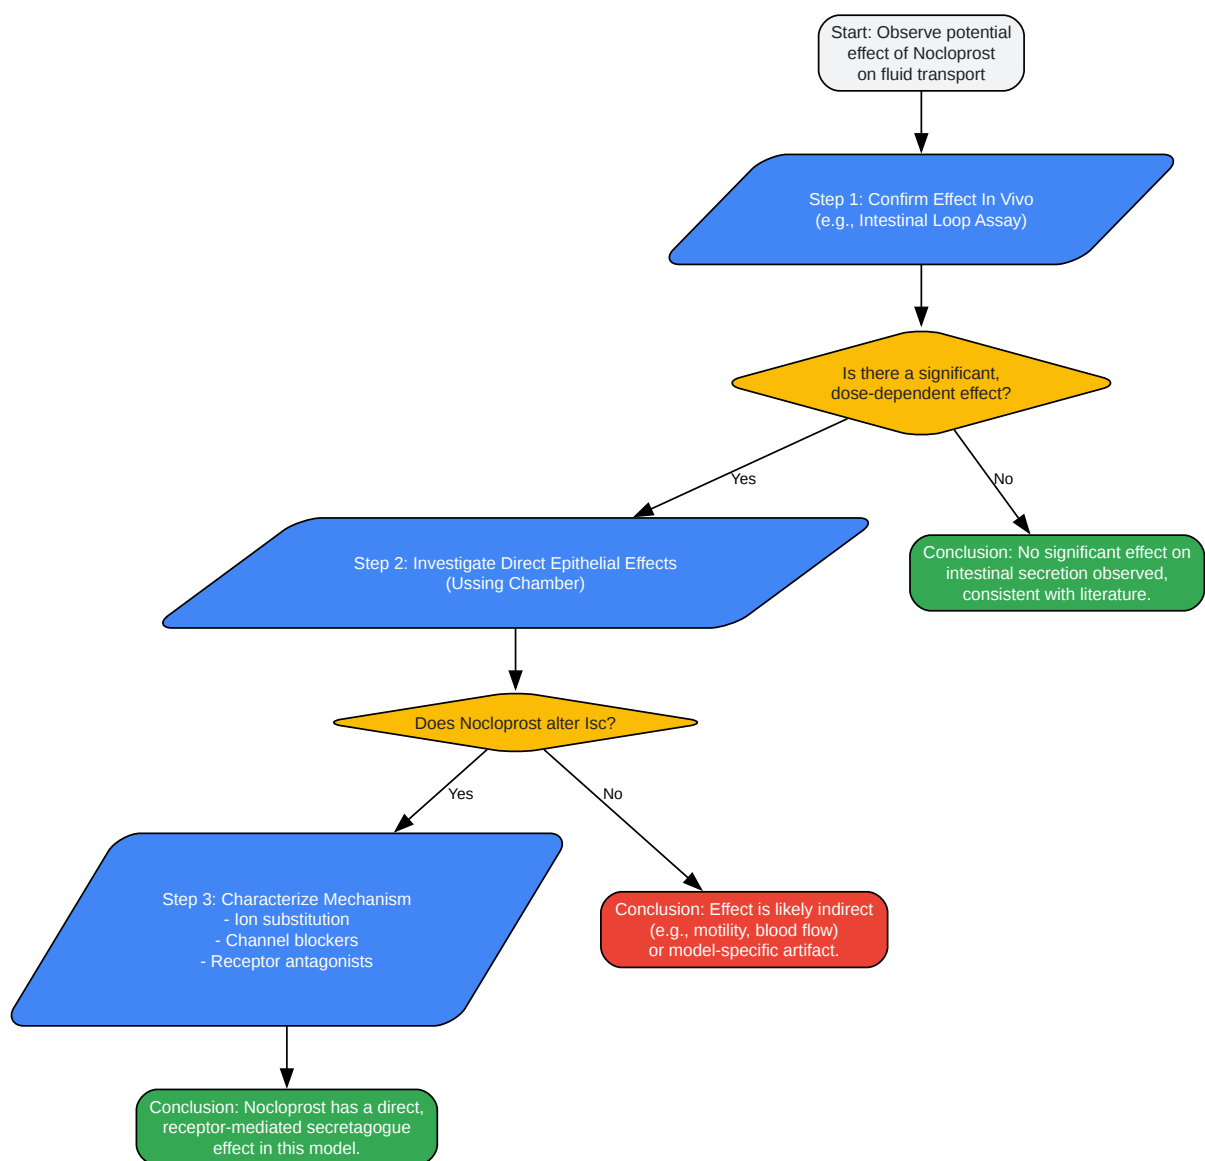 Start: Observe potential
effect of Nocloprost
on fluid transport
Step 1: Confirm Effect In Vivo
(e.g., Intestinal Loop Assay)
Is there a significant,
dose-dependent effect?
Yes
No
Step 2: Investigate Direct Epithelial Effects
(Ussing Chamber)
Conclusion: No significant effect on
intestinal secretion observed,
consistent with literature.
Does Nocloprost alter Isc?
Yes
No
Step 3: Characterize Mechanism
- Ion substitution
- Channel blockers
- Receptor antagonists
Conclusion: Effect is likely indirect
(e.g., motility, blood flow)
or model-specific artifact.
Conclusion: Nocloprost has a direct,
receptor-mediated secretagogue
effect in this model.